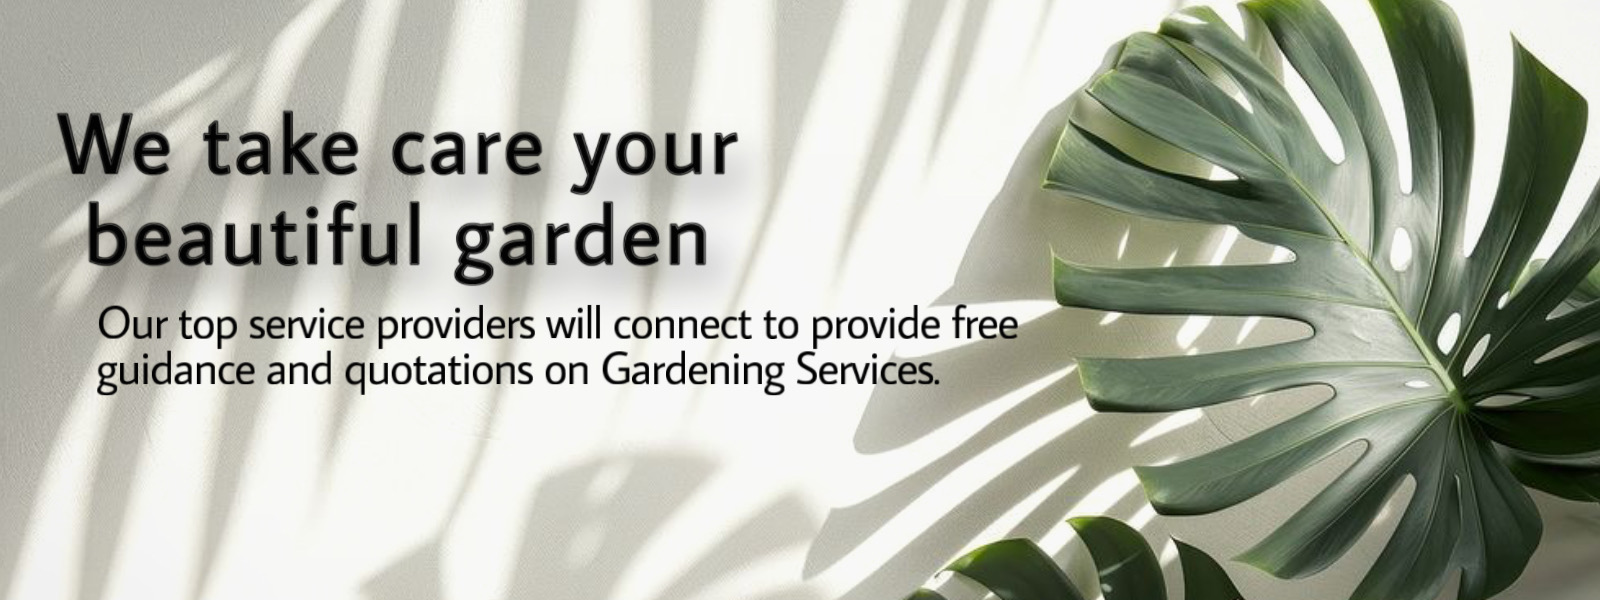 We take care your
beautiful garden
Our top service providers will connect to provide free
guidance and quotations on Gardening Services.